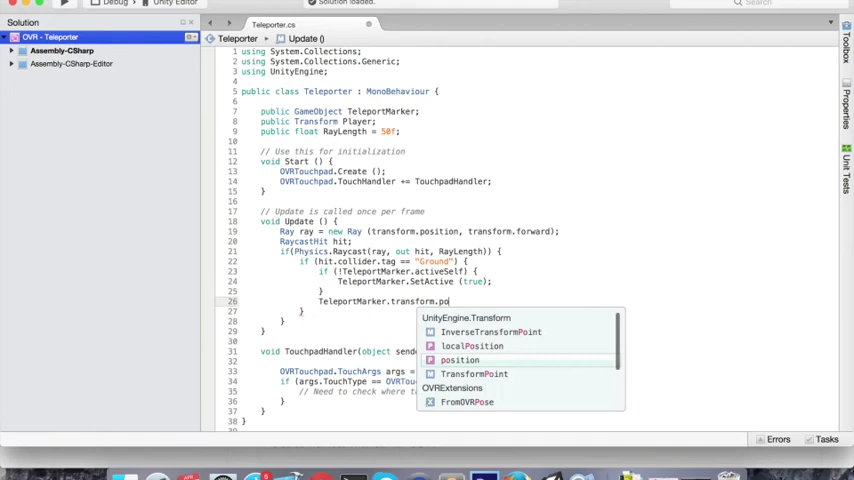 Debug
Unity Editor
Solution loaded.
Search
Solution
Teleporter.cs
OVR - Teleporter
Assembly-CSharp
Assembly-CSharp-Editor
Teleporter
Update ()
1 using System.Collections;
2 using System.Collections.Generic;
3 using UnityEngine;
4
5 public class Teleporter : MonoBehaviour {
6
7 public GameObject TeleportMarker;
8 public Transform Player;
9 public float RayLength = 50f;
10
11 // Use this for initialization
12 void Start () {
13 OVRTouchpad.Create ();
14 OVRTouchpad.TouchHandler += TouchpadHandler;
15 }
16
17 // Update is called once per frame
18 void Update () {
19 Ray ray = new Ray (transform.position, transform.forward);
20 RaycastHit hit;
21 if(Physics.Raycast(ray, out hit, RayLength)) {
22 if (hit.collider.tag == "Ground") {
23 if (!TeleportMarker.activeSelf) {
24 TeleportMarker.SetActive (true);
25 }
26 TeleportMarker.transform.po
27 }
28 }
29 }
30
31 void TouchpadHandler(object send
32
33 OVRTouchpad.TouchArgs args =
34 if (args.TouchType == OVRTou
35 // Need to check where t
36 }
37 }
38 }
UnityEngine.Transform
InverseTransformPoint
localPosition
position
TransformPoint
OVRExtensions
FromOVRPose
Toolbox
Properties
Unit Tests
Errors
Tasks